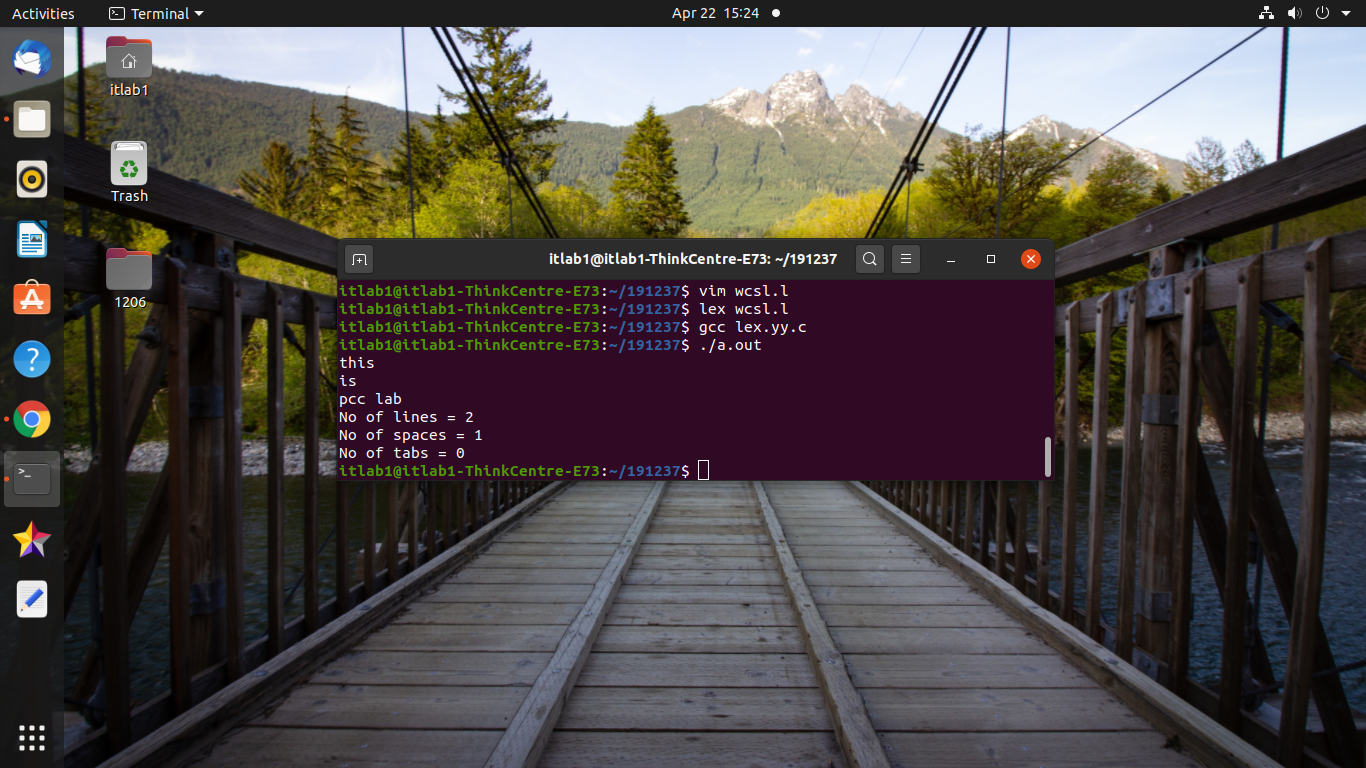 Activities
Terminal
Apr 22 15:24
itlab1
Trash
1206
itlab1@itlab1-ThinkCentre-E73: ~/191237
itlab1@itlab1-ThinkCentre-E73:~/191237$ vim wcsl.l
itlab1@itlab1-ThinkCentre-E73:~/191237$ lex wcsl.l
itlab1@itlab1-ThinkCentre-E73:~/191237$ gcc lex.yy.c
itlab1@itlab1-ThinkCentre-E73:~/191237$ ./a.out
this
is
pcc lab
No of lines = 2
No of spaces = 1
No of tabs = 0
itlab1@itlab1-ThinkCentre-E73:~/191237$